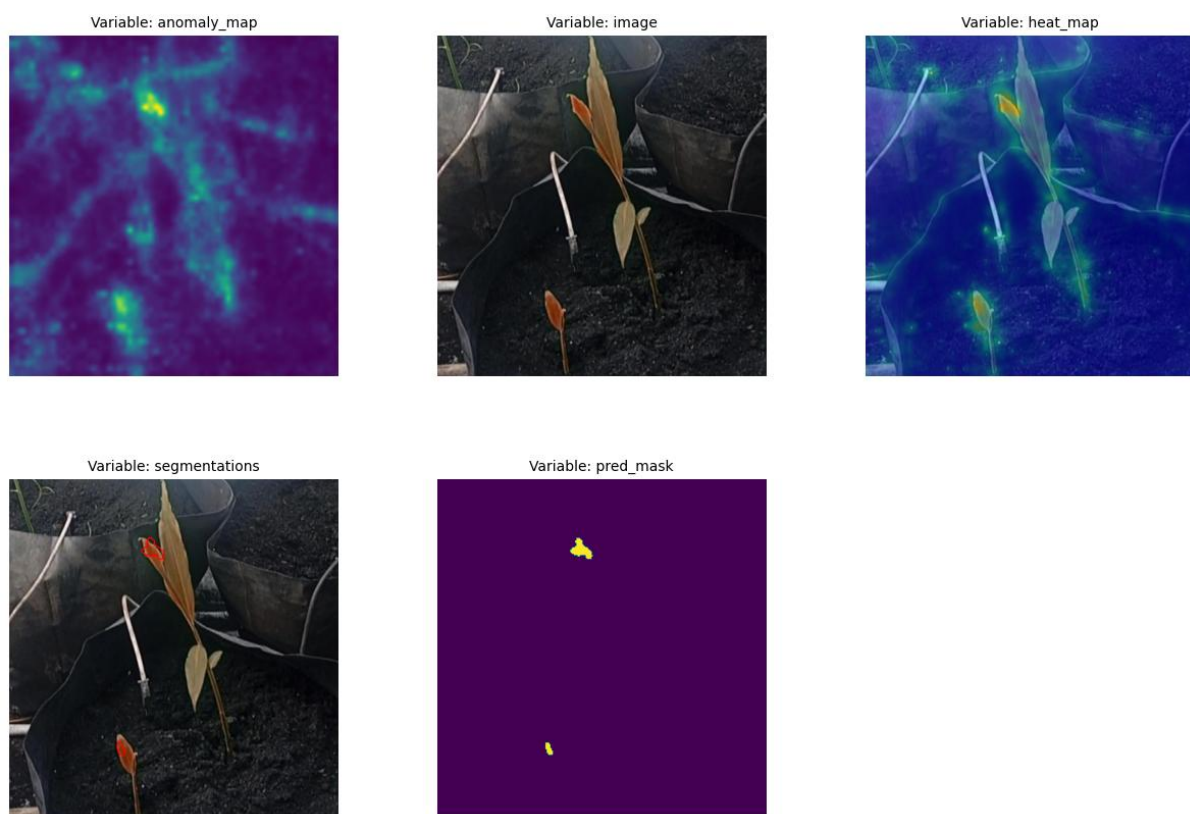 Variable: anomaly_map
Variable: image
Variable: heat_map
Variable: segmentations
Variable: pred_mask